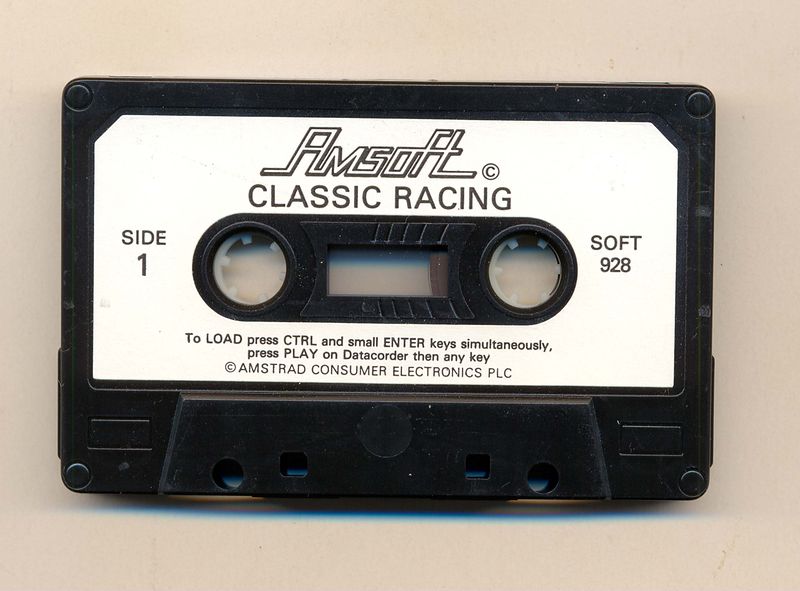 Amsoft ©
CLASSIC RACING
SIDE
1
SOFT
928
To LOAD press CTRL and small ENTER keys simultaneously,
press PLAY on Datacorder then any key
© AMSTRAD CONSUMER ELECTRONICS PLC